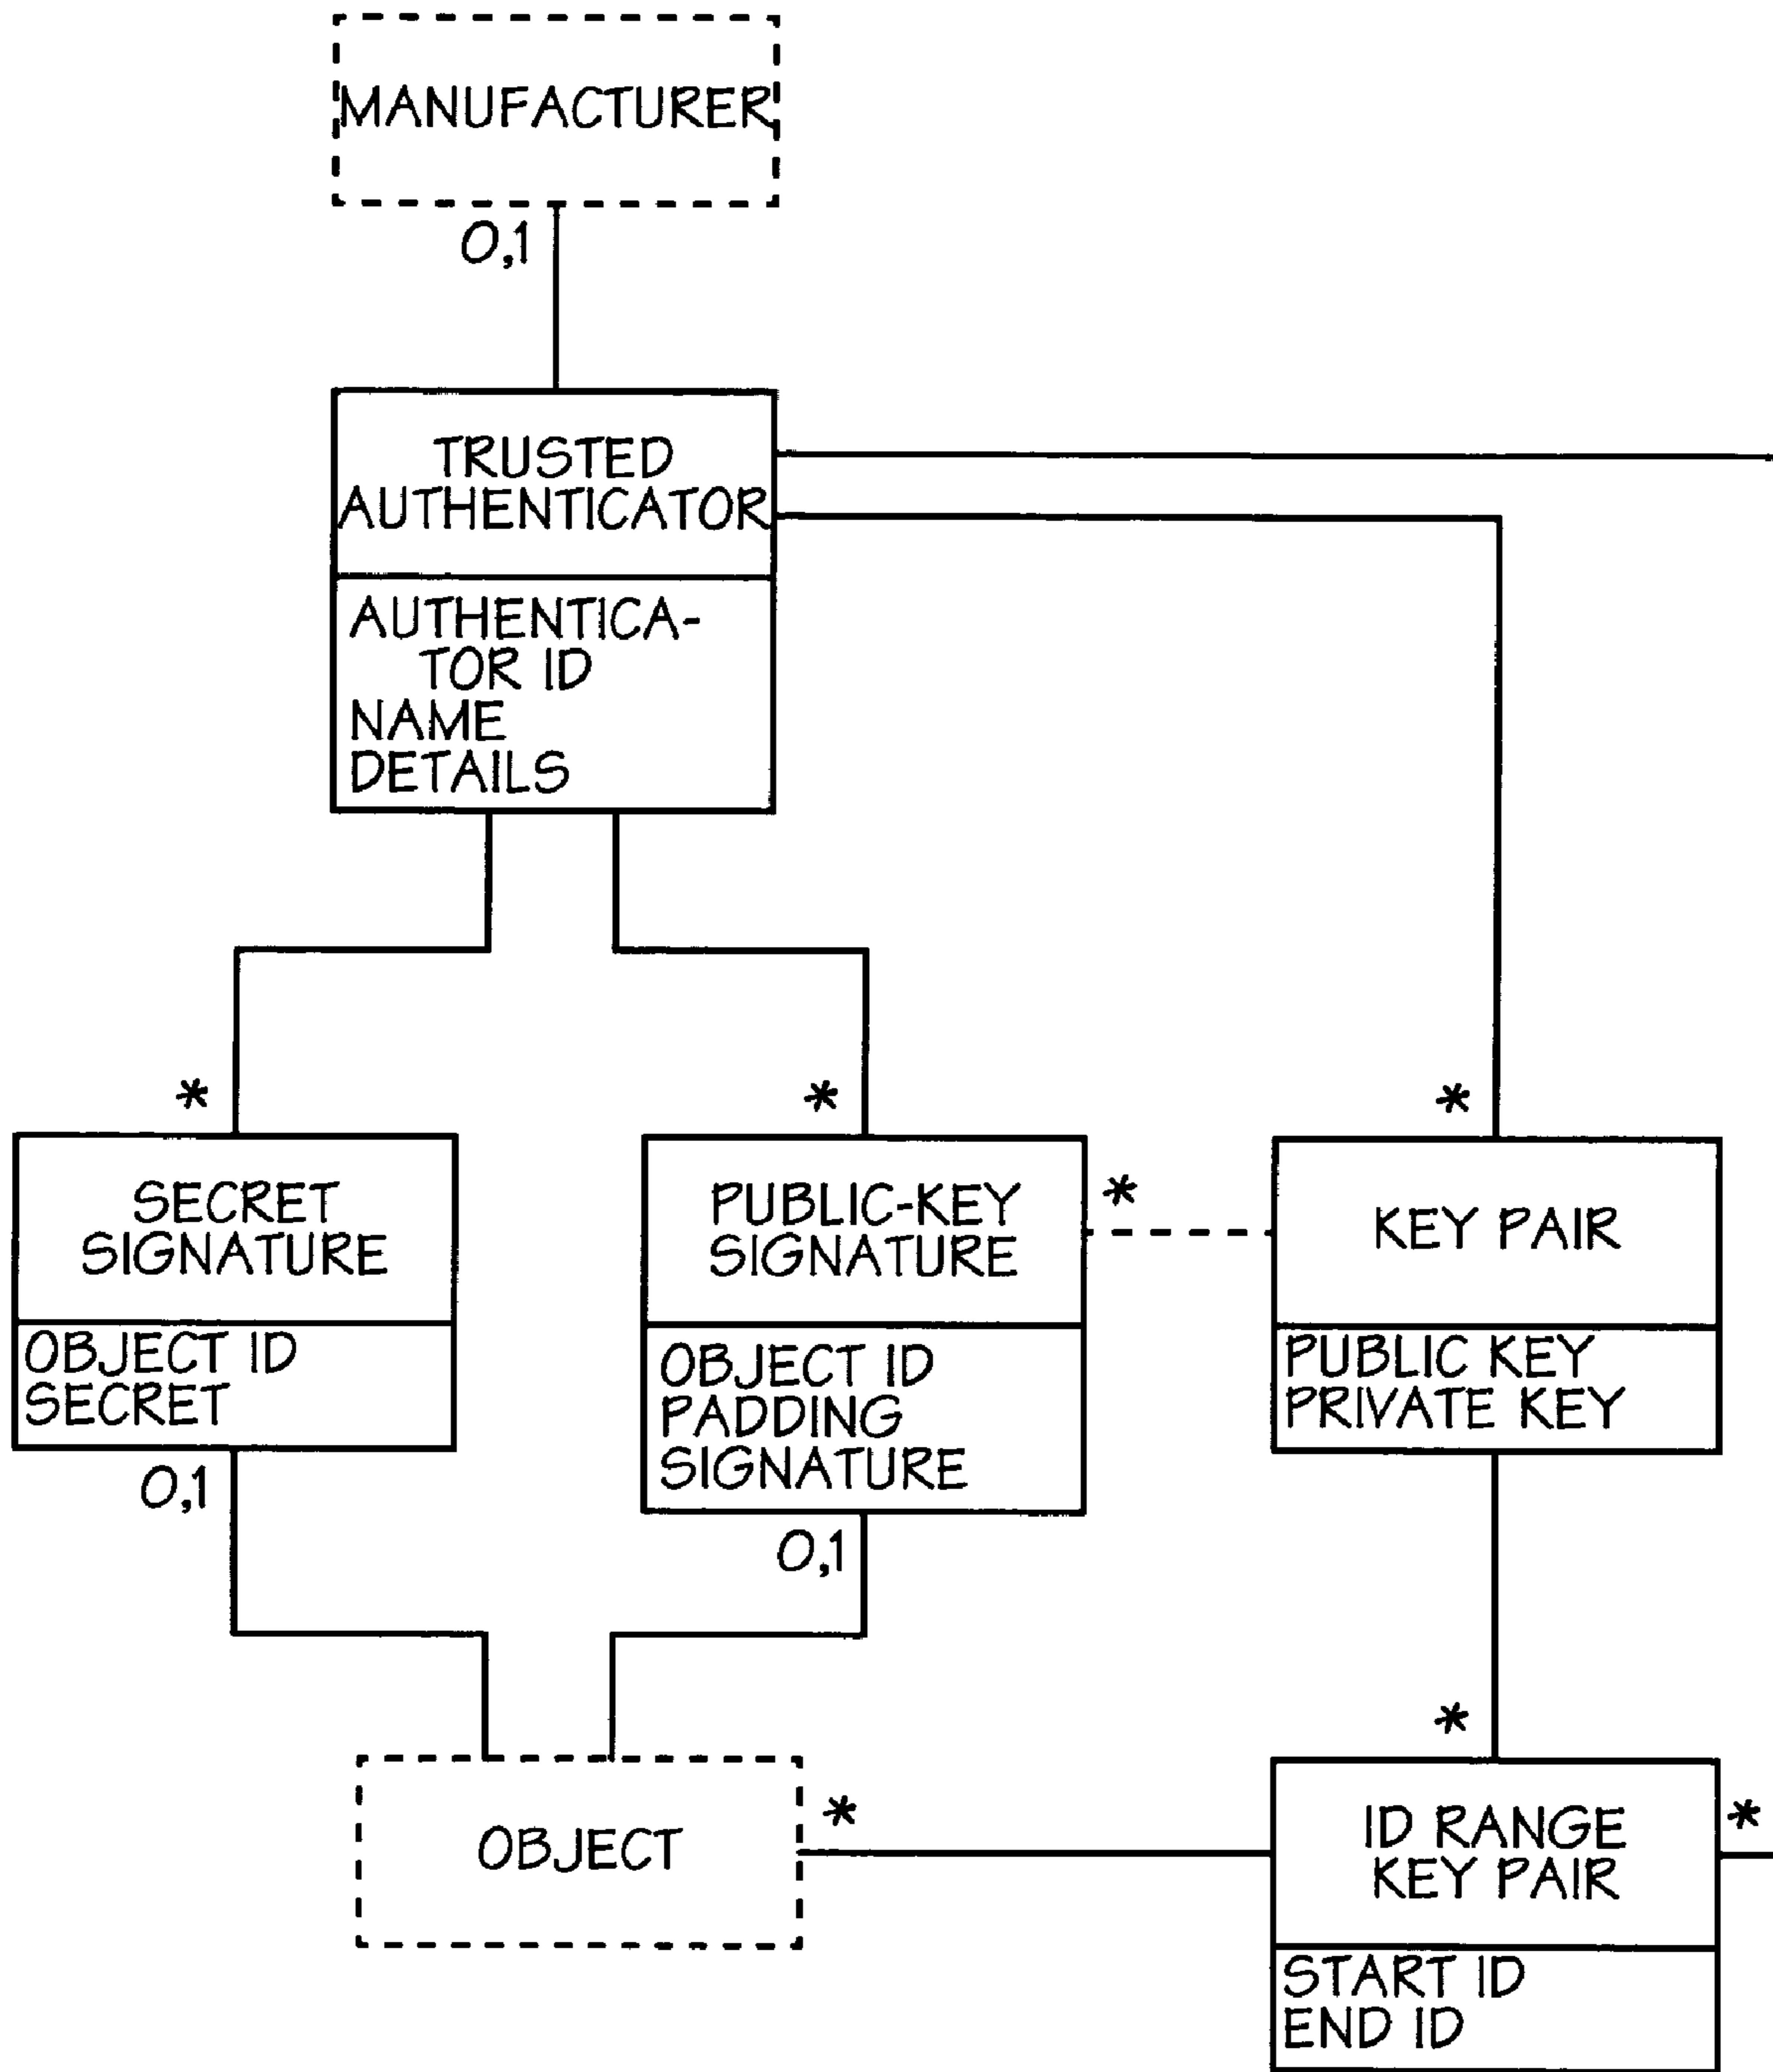 MANUFACTURER
0,1
TRUSTED
AUTHENTICATOR
AUTHENTICA-
TOR ID
NAME
DETAILS
*
*
*
SECRET
SIGNATURE
OBJECT ID
SECRET
0,1
PUBLIC-KEY
SIGNATURE
*
OBJECT ID
PADDING
SIGNATURE
0,1
KEY PAIR
PUBLIC KEY
PRIVATE KEY
*
OBJECT
*
ID RANGE
KEY PAIR
*
START ID
END ID